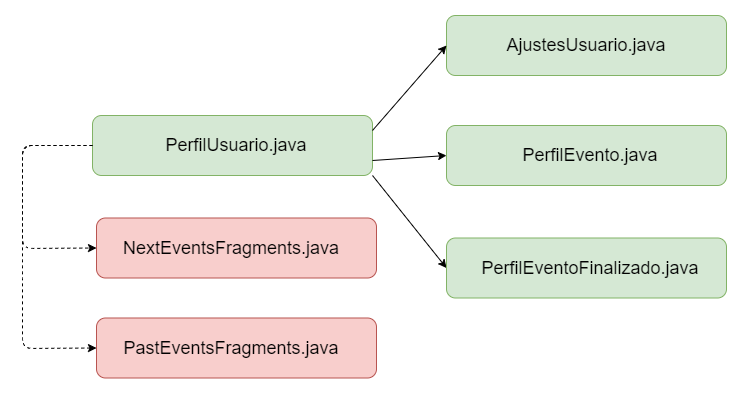 AjustesUsuario.java
PerfilUsuario.java
PerfilEvento.java
NextEventsFragments.java
PerfilEventoFinalizado.java
PastEventsFragments.java